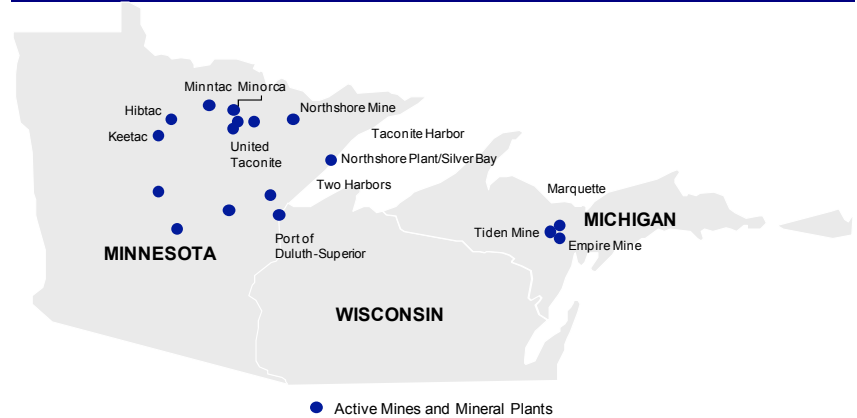 Minntac Minorca
Hibtac
Northshore Mine
Keetac
Taconite Harbor
United
Taconite
Northshore Plant/Silver Bay
Two Harbors
Marquette
MICHIGAN
Tiden Mine
Empire Mine
Port of
Duluth-Superior
MINNESOTA
WISCONSIN
Active Mines and Mineral Plants